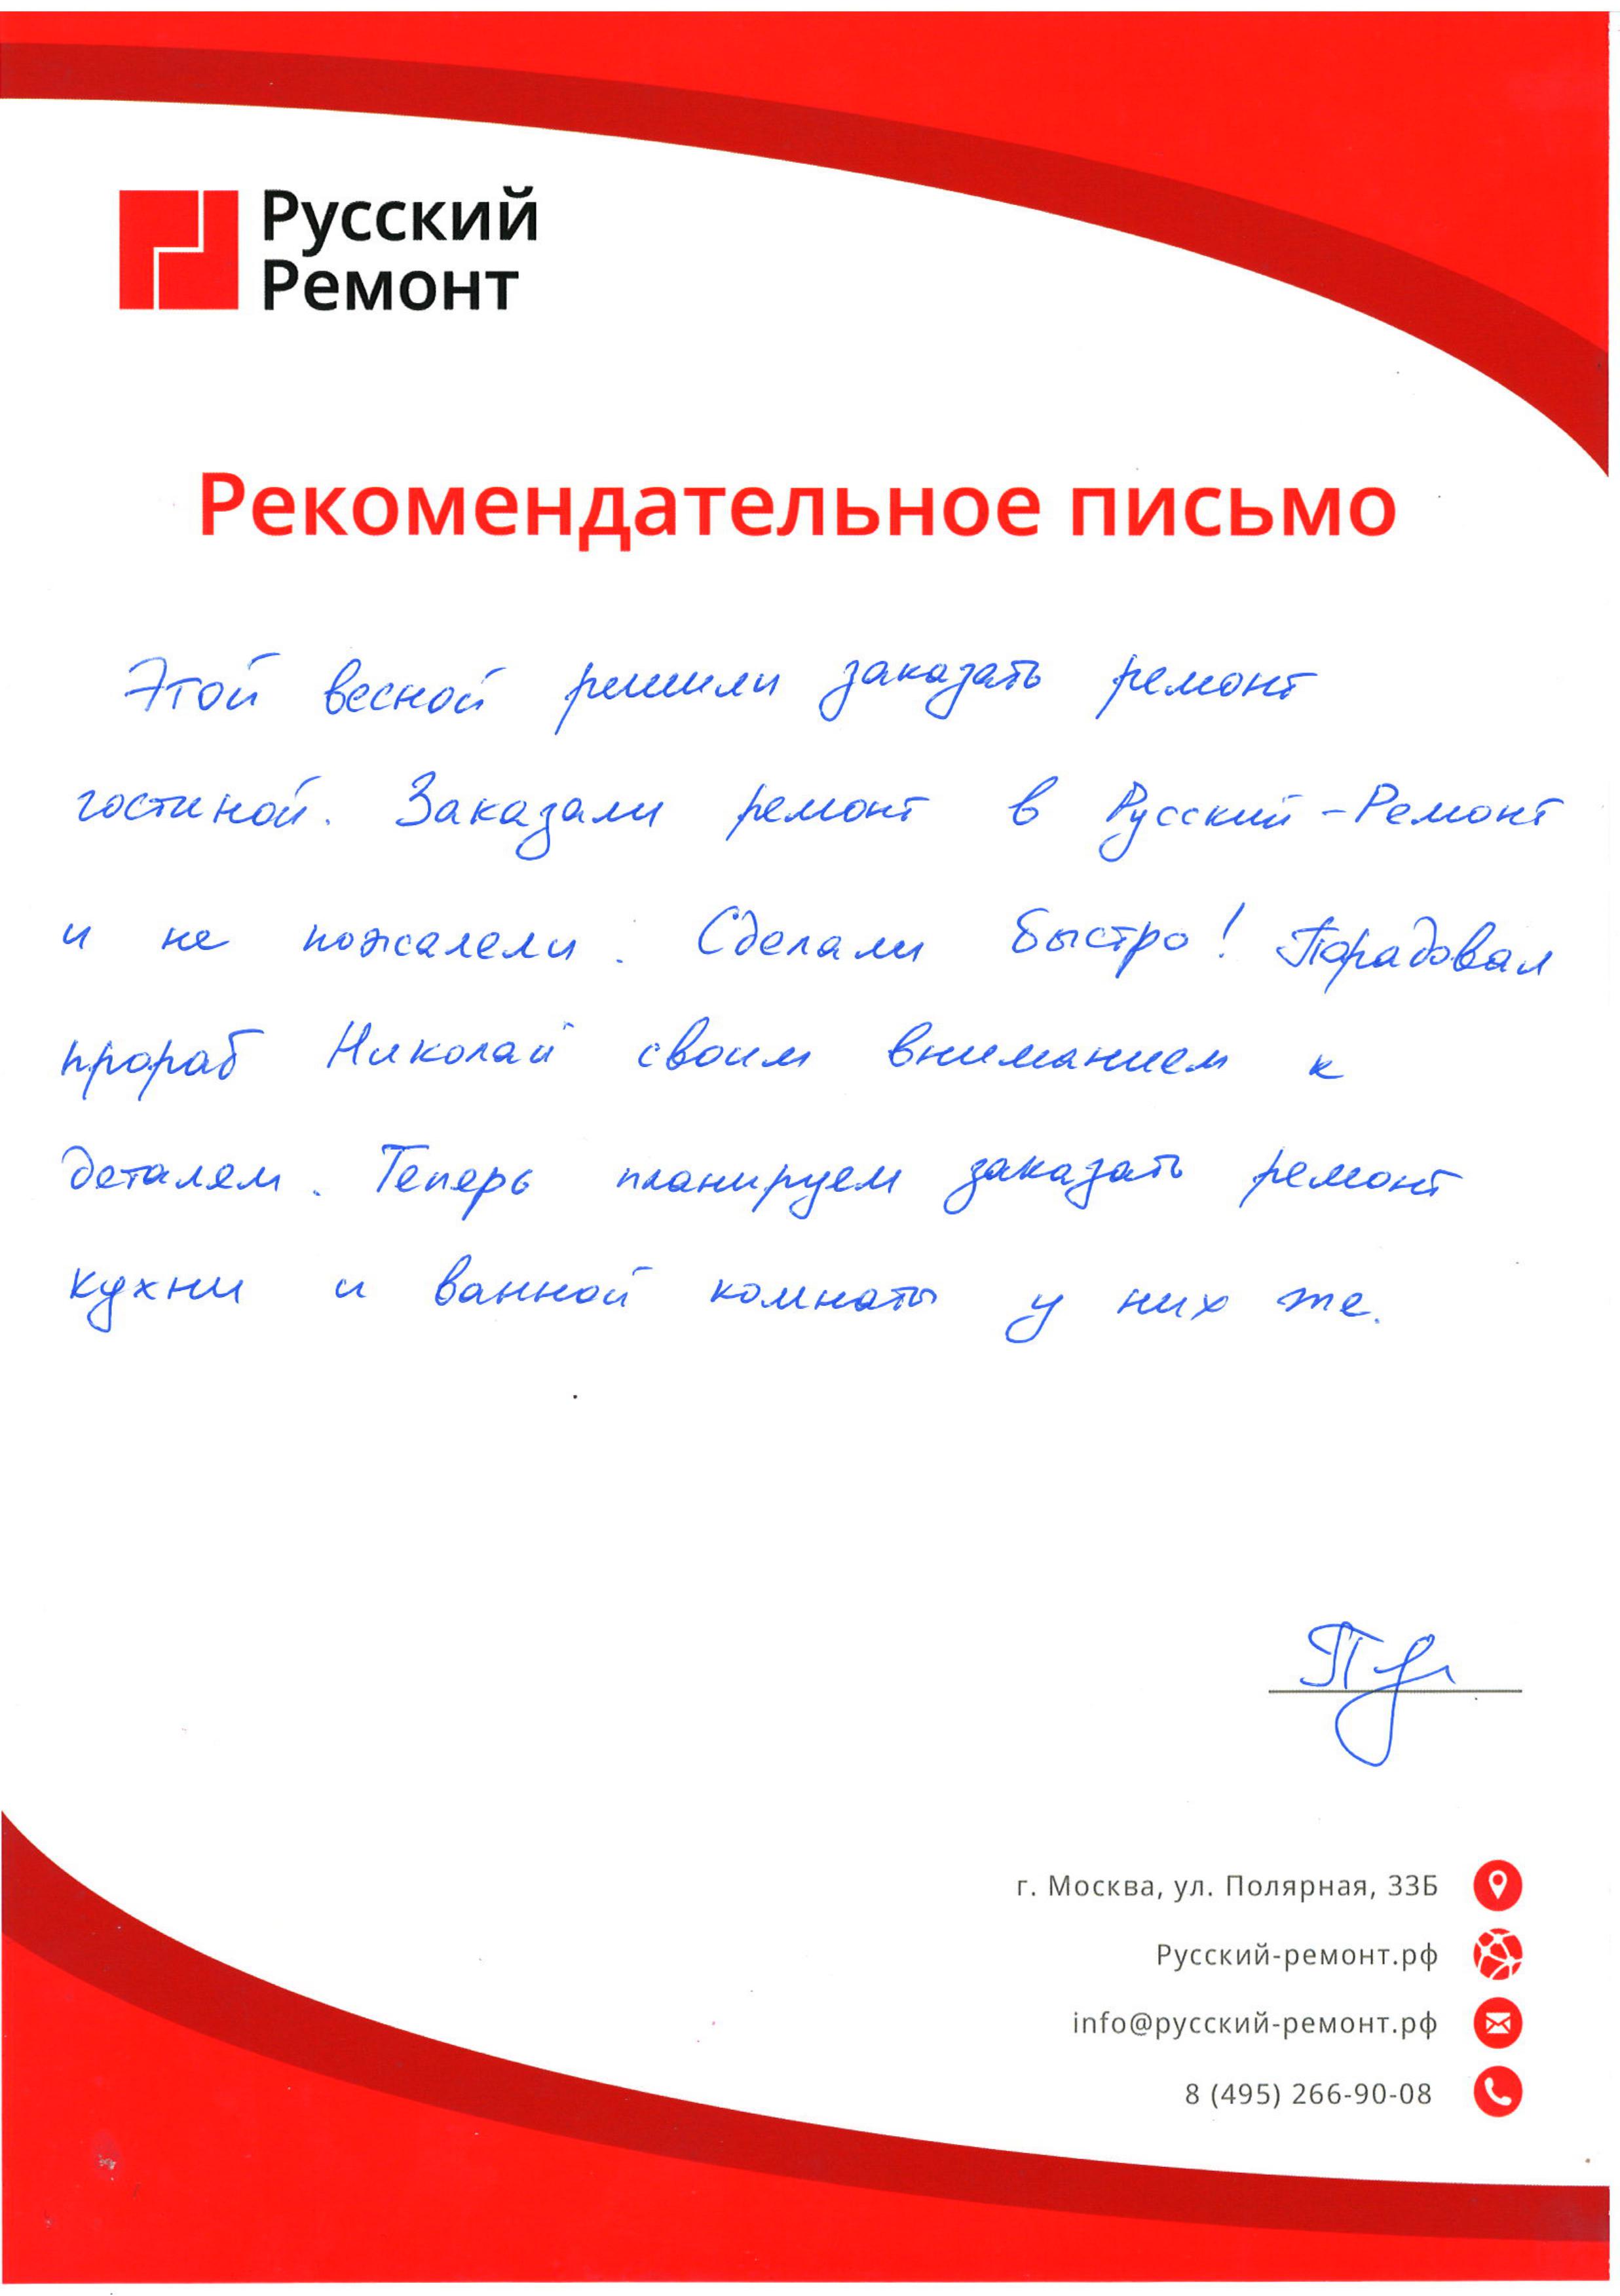 Русский
Ремонт
Рекомендательное письмо
Этой весной решили заказать ремонт
гостиной. Заказали ремонт в Русский-Ремонт
и не пожалели. Сделали быстро! Порадовал
прораб Николай своим вниманием к
деталям. Теперь планируем заказать ремонт
кухни и ванной комнаты у них же.
г. Москва, ул. Полярная, 33Б
Русский-ремонт.рф
info@русский-ремонт.рф
8 (495) 266-90-08